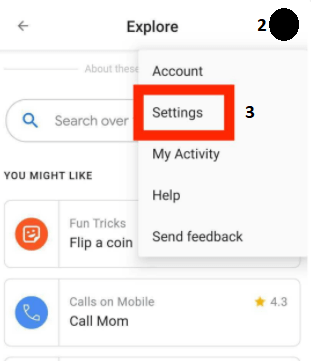 Explore
2
About these
Account
Settings
3
My Activity
Help
Send feedback
Search over
YOU MIGHT LIKE
Fun Tricks
Flip a coin
Calls on Mobile
4.3
Call Mom